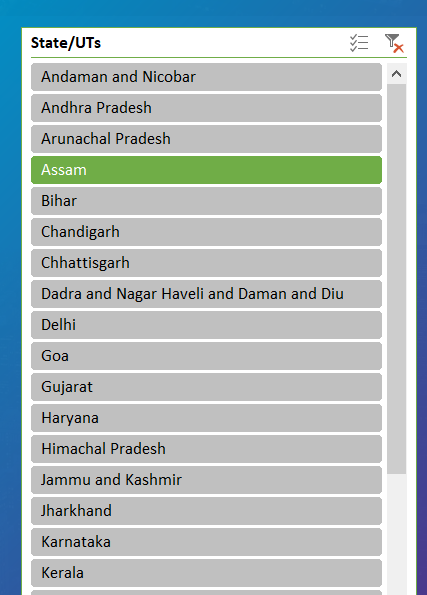 State/UTs
Andaman and Nicobar
Andhra Pradesh
Arunachal Pradesh
Assam
Bihar
Chandigarh
Chhattisgarh
Dadra and Nagar Haveli and Daman and Diu
Delhi
Goa
Gujarat
Haryana
Himachal Pradesh
Jammu and Kashmir
Jharkhand
Karnataka
Kerala